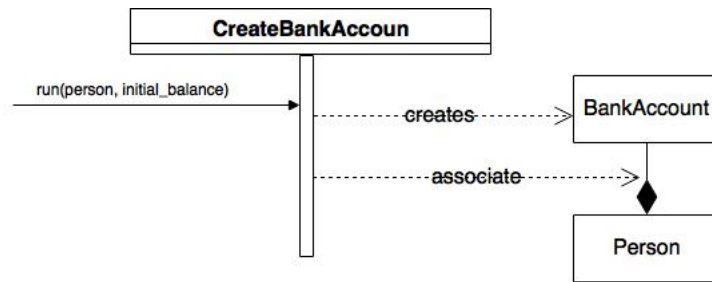 CreateBankAccoun
run(person, initial_balance)
creates
BankAccount
associate
Person